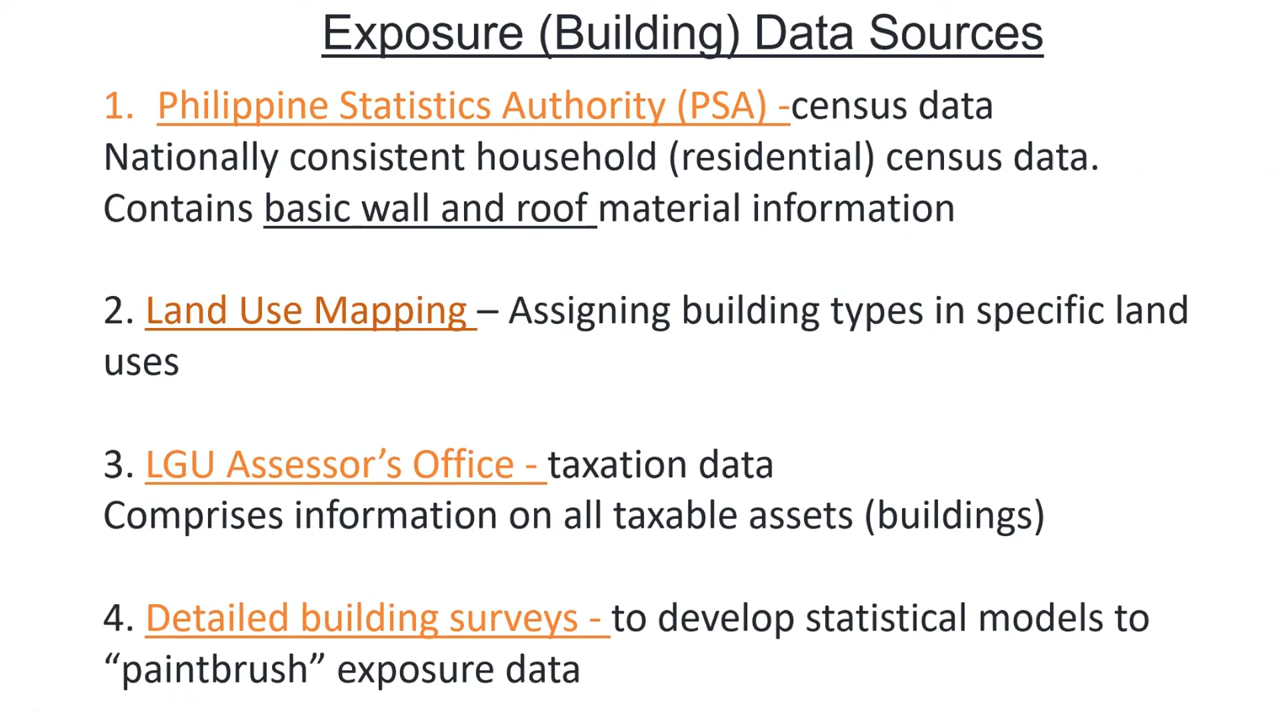 Exposure (Building) Data Sources
1. Philippine Statistics Authority (PSA) -census data
Nationally consistent household (residential) census data.
Contains basic wall and roof material information
2. Land Use Mapping – Assigning building types in specific land
uses
3. LGU Assessor’s Office - taxation data
Comprises information on all taxable assets (buildings)
4. Detailed building surveys - to develop statistical models to
“paintbrush” exposure data